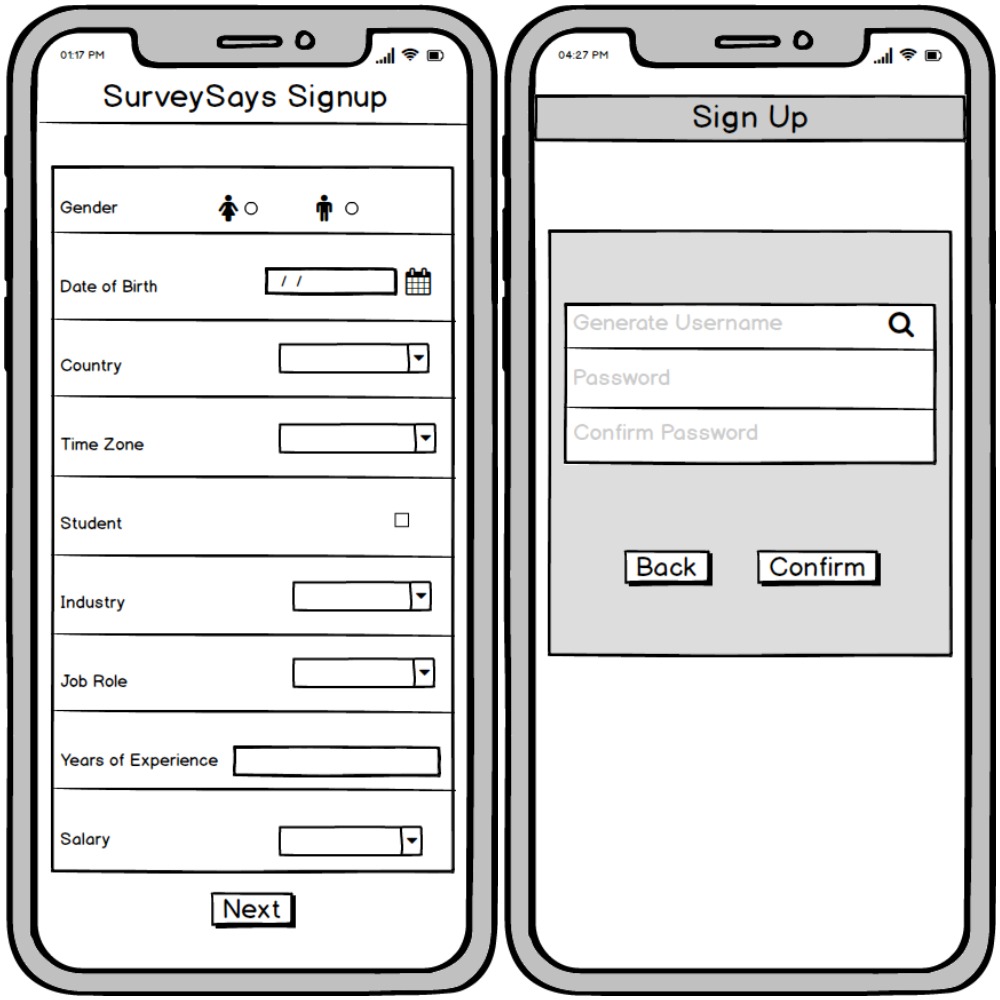 01:17 PM
SurveySays Signup
Gender
Date of Birth
/ /
Country
Time Zone
Student
Industry
Job Role
Years of Experience
Salary
Next
04:27 PM
Sign Up
Generate Username
Password
Confirm Password
Back
Confirm